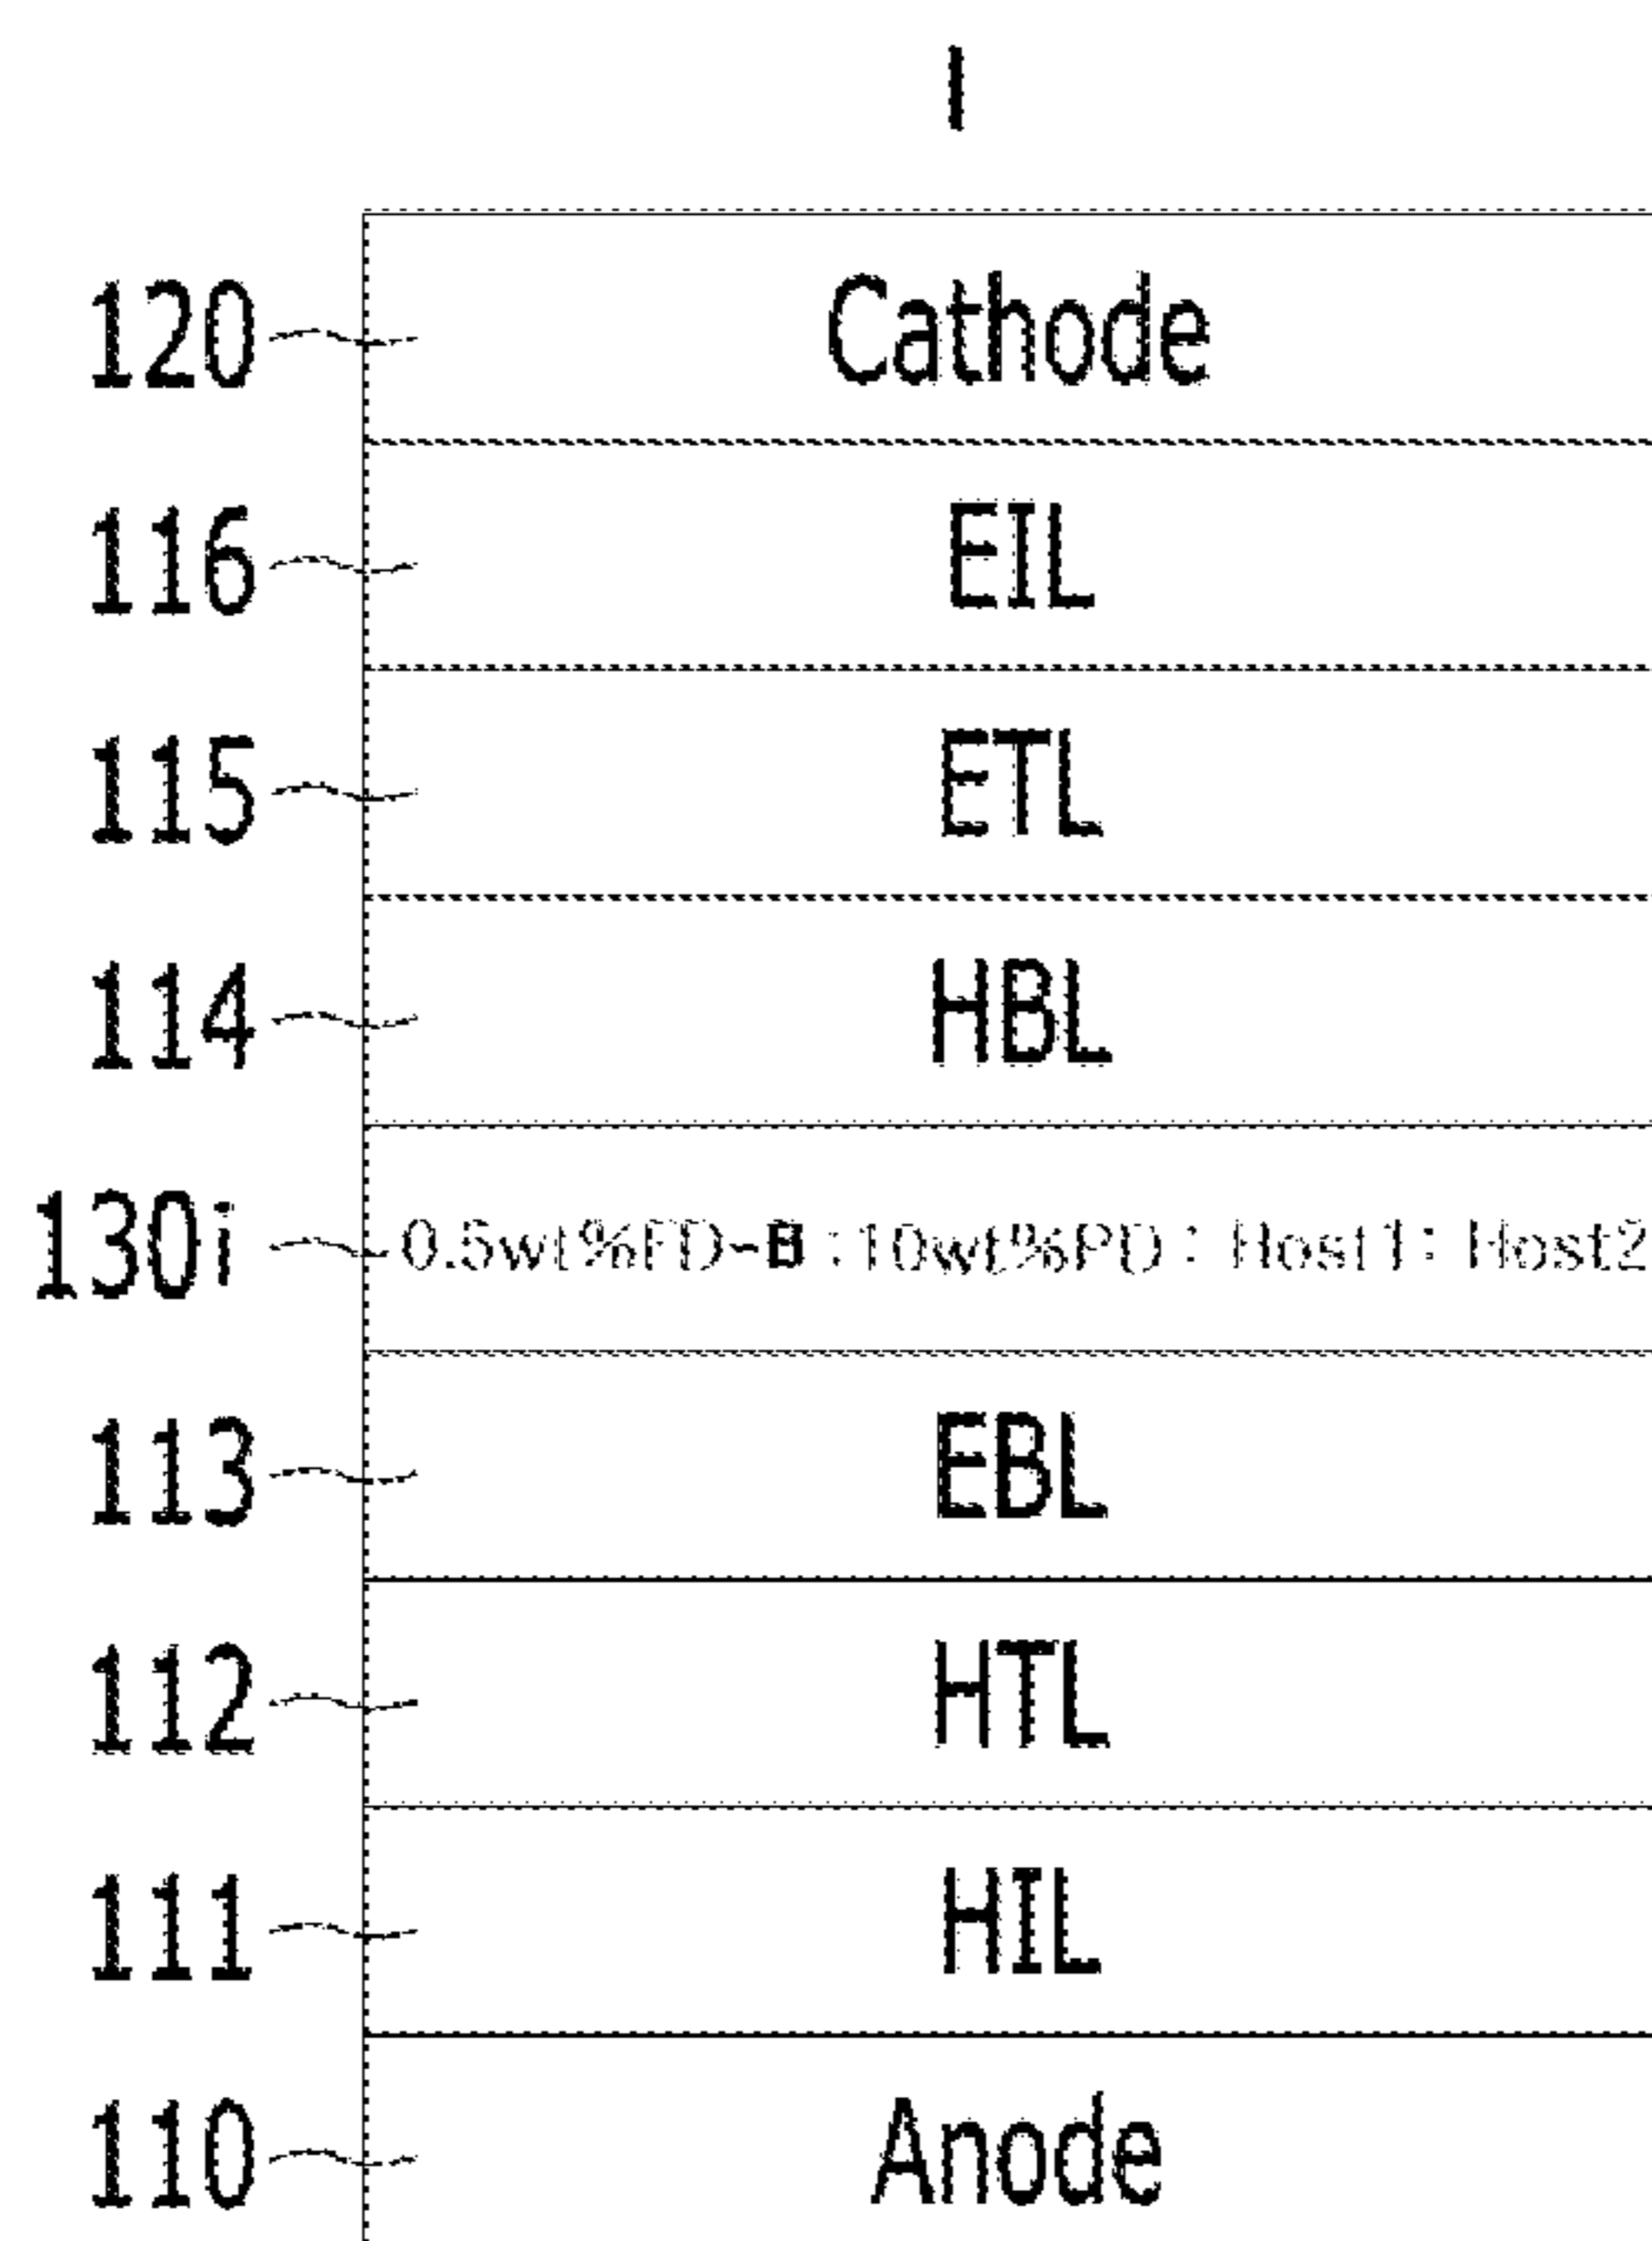 I
120 Cathode
116 EIL
115 ETL
114 HBL
130i 0.5wt%FD-B :10wt%PD: Host1: Host2
113 EBL
112 HTL
111 HIL
110 Anode